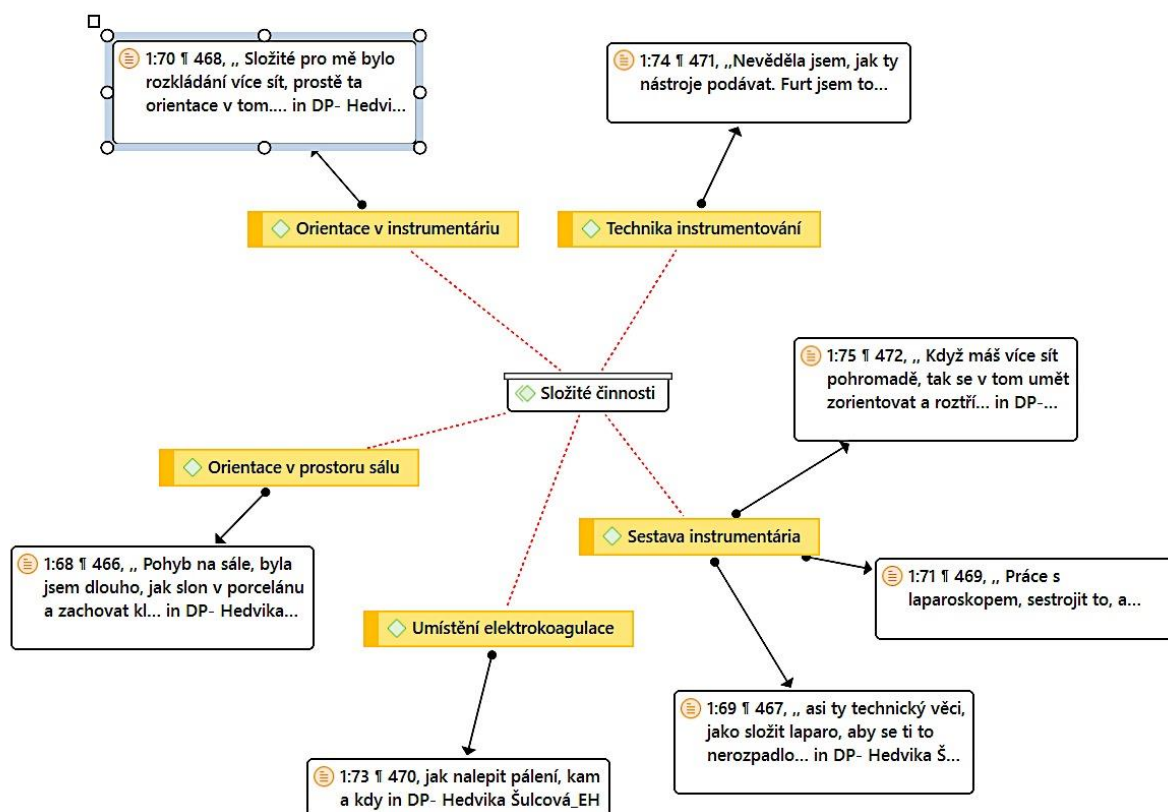 1:70 ¶ 468, ,, Složité pro mě bylo
rozkládání více sít, prostě ta
orientace v tom.... in DP- Hedvi...
1:74 ¶ 471, ,,Nevěděla jsem, jak ty
nástroje podávat. Furt jsem to...
Orientace v instrumentáriu
Technika instrumentování
1:75 ¶ 472, ,, Když máš více sít
pohromadě, tak se v tom umět
zorientovat a roztří... in DP-...
Složité činnosti
Orientace v prostoru sálu
Sestava instrumentária
1:68 ¶ 466, ,, Pohyb na sále, byla
jsem dlouho, jak slon v porcelánu
a zachovat kl... in DP- Hedvika...
1:71 ¶ 469, ,, Práce s
laparoskopem, sestrojit to, a...
Umístění elektrokoagulace
1:69 ¶ 467, ,, asi ty technický věci,
jako složit laparo, aby se ti to
nerozpadlo... in DP- Hedvika Š...
1:73 ¶ 470, jak nalepit pálení, kam
a kdy in DP- Hedvika Šulcová_EH